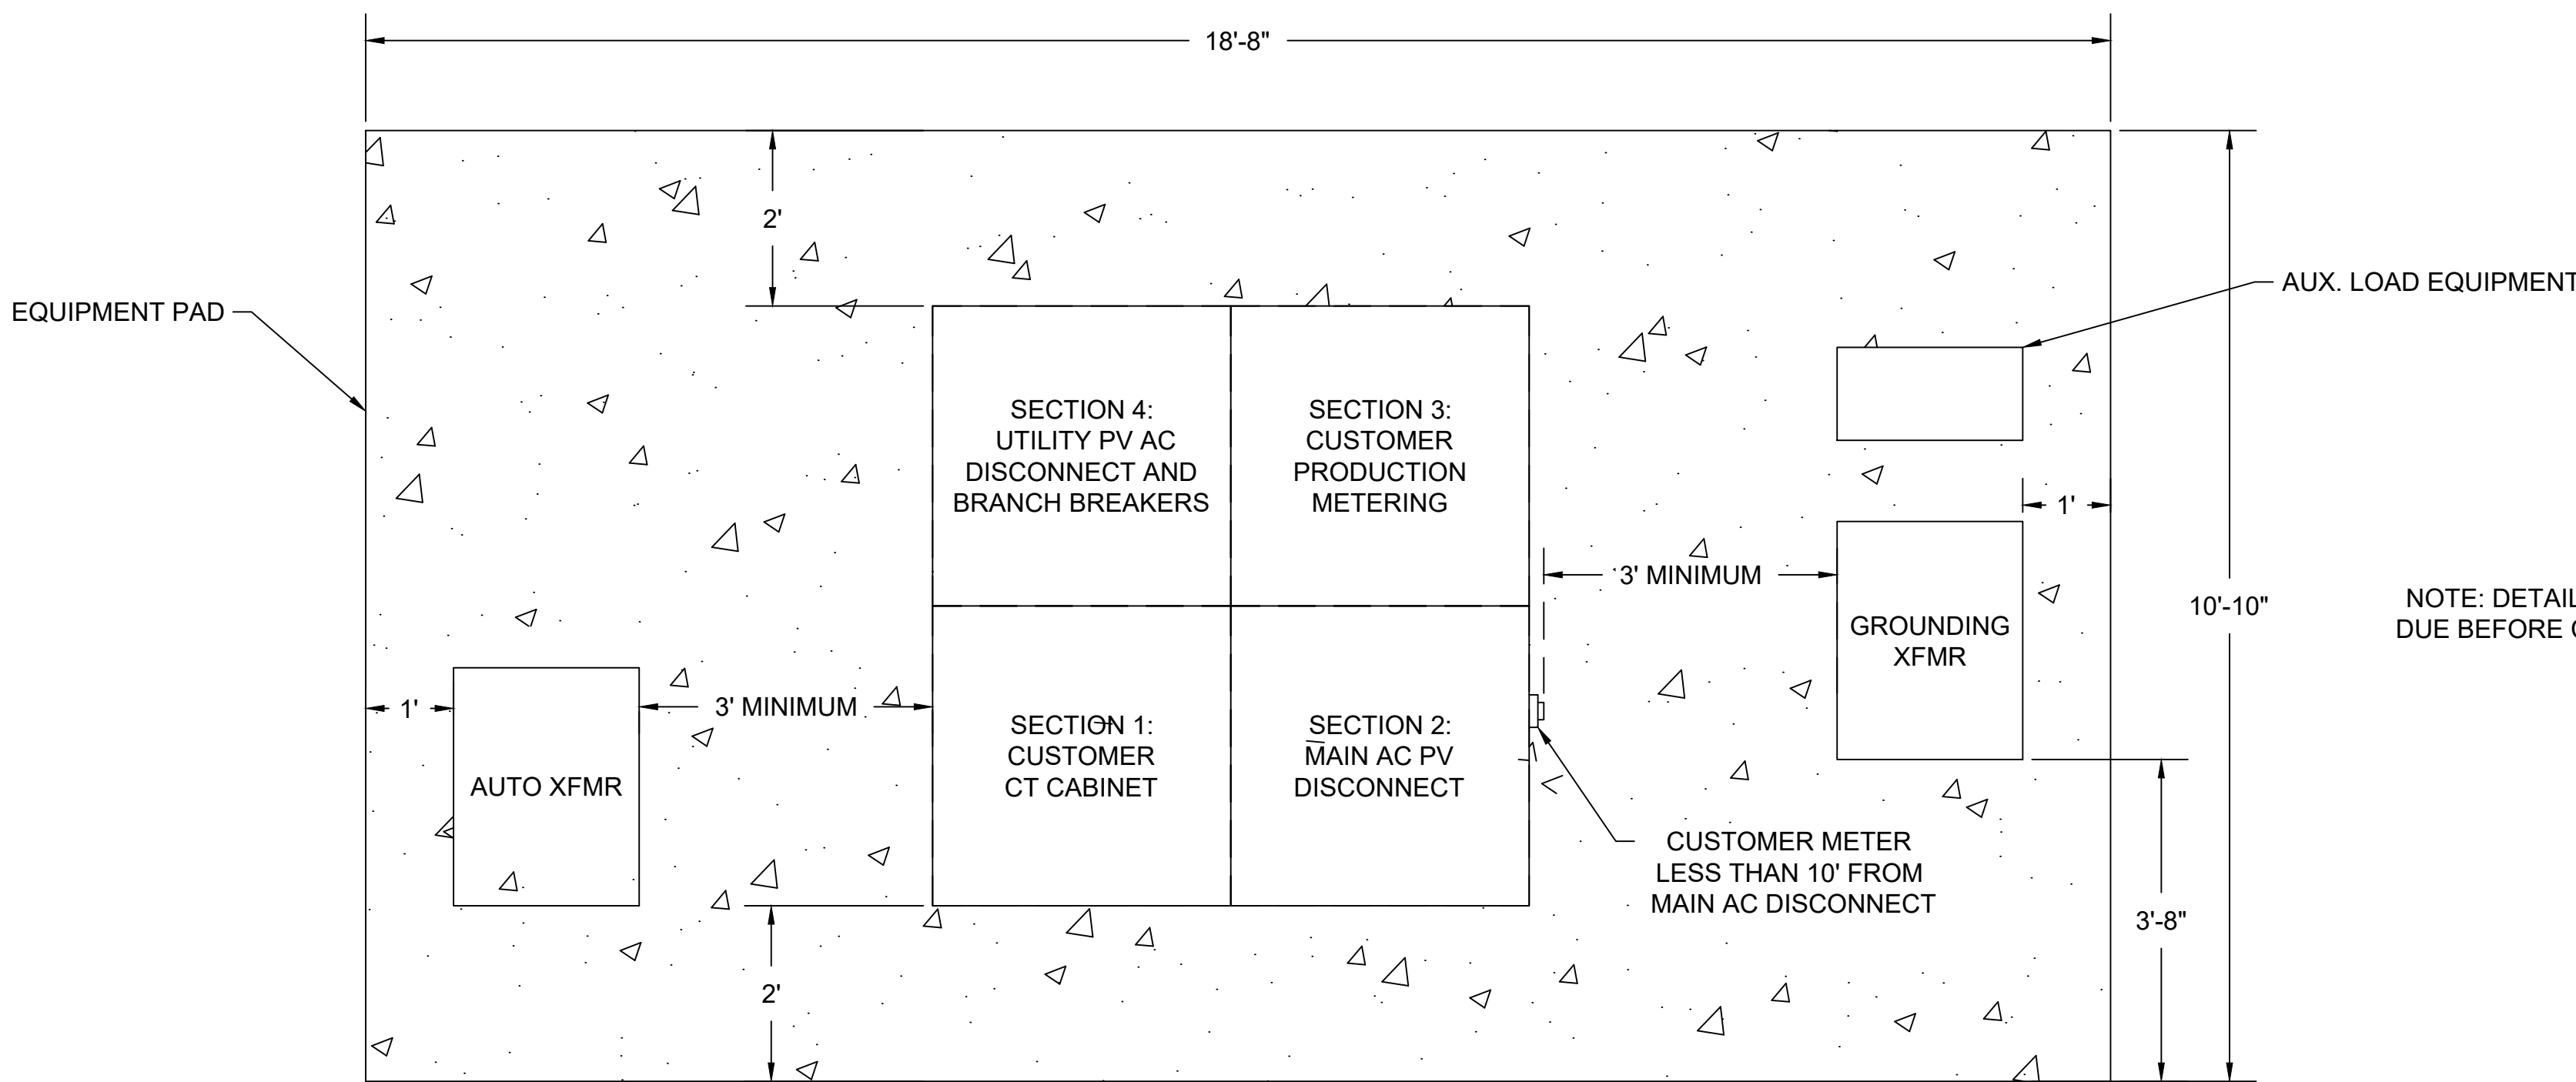 18'-8"
2'
EQUIPMENT PAD
AUX. LOAD EQUIPMENT
SECTION 4:
UTILITY PV AC
DISCONNECT AND
BRANCH BREAKERS
SECTION 3:
CUSTOMER
PRODUCTION
METERING
1'
3' MINIMUM
10'-10"
NOTE: DETAIL
DUE BEFORE
GROUNDING
XFMR
1'
3' MINIMUM
AUTO XFMR
SECTION 1:
CUSTOMER
CT CABINET
SECTION 2:
MAIN AC PV
DISCONNECT
CUSTOMER METER
LESS THAN 10' FROM
MAIN AC DISCONNECT
3'-8"
2'